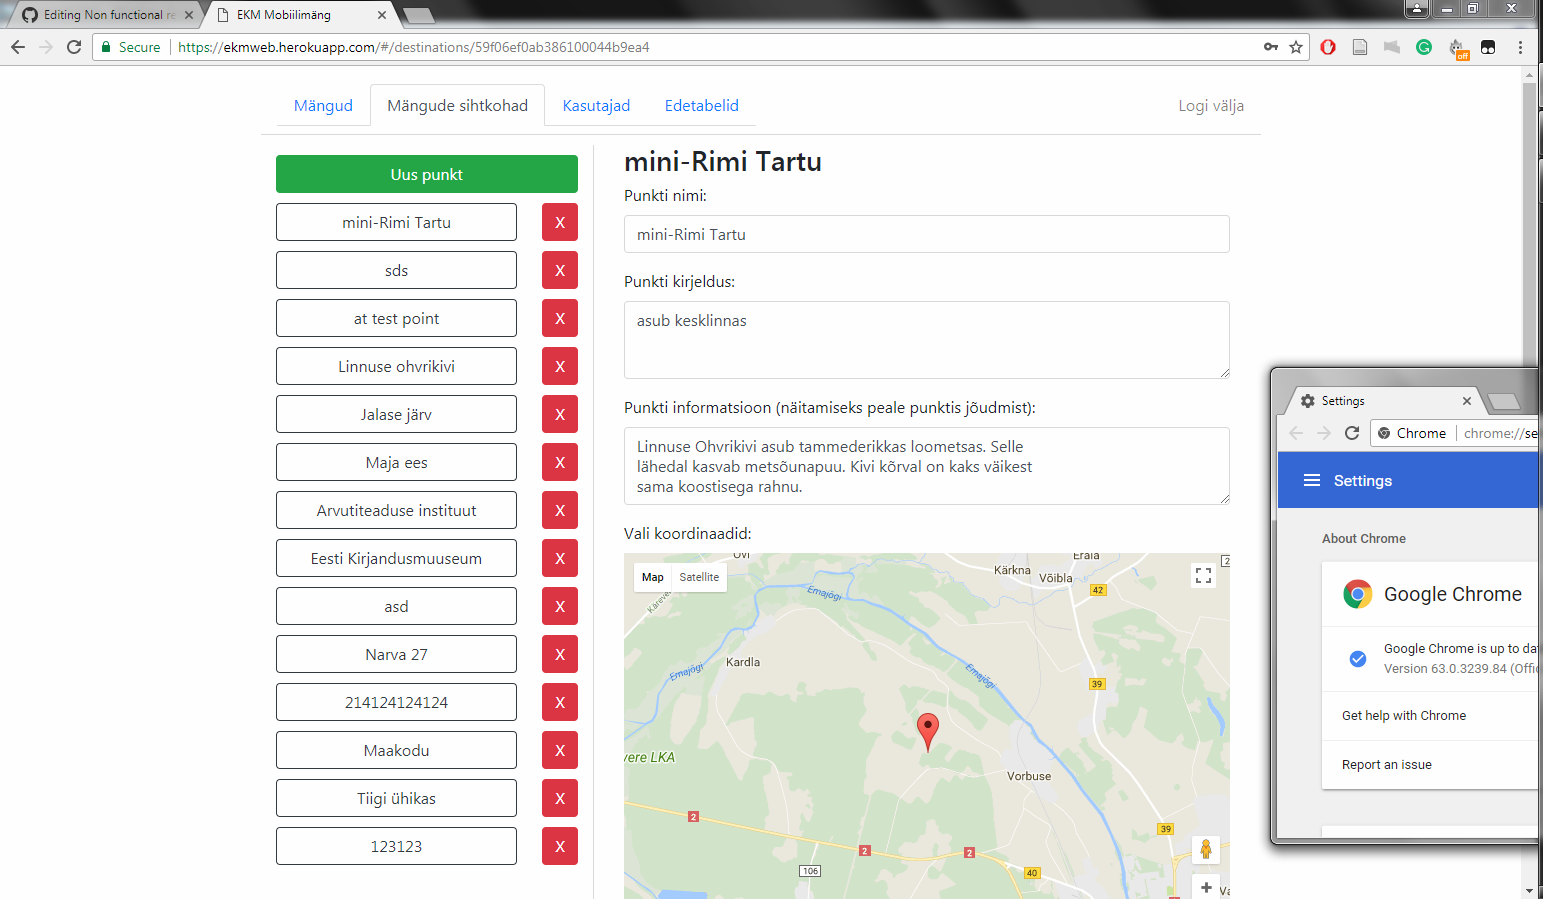 Editing Non functional re
EKM Mobiilimäng
Secure
https://ekmweb.herokuapp.com/#/destinations/59f06ef0ab386100044b9ea4
off
Mängud
Mängude sihtkohad
Kasutajad
Edetabelid
Logi välja
Uus punkt
mini-Rimi Tartu X
sds X
at test point X
Linnuse ohvrikivi X
Jalase järv X
Maja ees X
Arvutiteaduse instituut X
Eesti Kirjandusmuuseum X
asd X
Narva 27 X
214124124124 X
Maakodu X
Tiigi ühikas X
123123 X
mini-Rimi Tartu
Punkti nimi:
mini-Rimi Tartu
Punkti kirjeldus:
asub kesklinnas
Punkti informatsioon (näitamiseks peale punktis jõudmist):
Linnuse Ohvrikivi asub tammederikkas loometsas. Selle
lähedal kasvab metsõunapuu. Kivi kõrval on kaks väikest
sama koostisega rahnu.
Vali koordinaadid:
Map
Satellite
Ovi
Kärkna
Eraia
2
Võibla
42
Emajõgi
Kardla
Emajõgi
Emajõgi
39
vere LKA
Vorbuse
2
39
2
2
106
40
+
Va
Settings
Chrome
chrome://se
Settings
About Chrome
Google Chrome
Google Chrome is up to dat
Version 63.0.3239.84 (Offic
Get help with Chrome
Report an issue